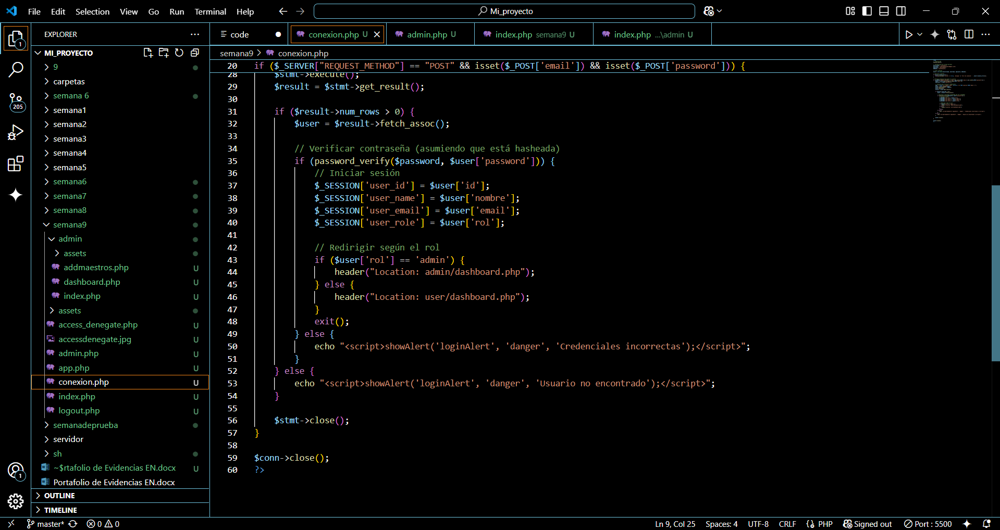 File Edit Selection View Go Run Terminal Help
Mi_proyecto
EXPLORER
MI_PROYECTO
9
carpetas
semana 6
semana1
semana2
semana3
semana4
semana5
semana6
semana7
semana8
semana9
admin
assets
addmaestros.php U
dashboard.php U
index.php U
assets
access_denegate.php U
accessdenegate.jpg U
admin.php U
app.php U
conexion.php U
index.php U
logout.php U
semanadeprueba
servidor
sh
~$rtafolio de Evidencias EN.docx U
Portafolio de Evidencias EN.docx
OUTLINE
TIMELINE
1
205
1
code
conexion.php U
admin.php U
index.php semana9 U
index.php ...\admin U
semana9 > conexion.php
20 if ($_SERVER["REQUEST_METHOD"] == "POST" && isset($_POST['email']) && isset($_POST['password'])) {
28 $stmt->execute();
29 $result = $stmt->get_result();
30
31 if ($result->num_rows > 0) {
32 $user = $result->fetch_assoc();
33
34 // Verificar contraseña (asumiendo que está hasheada)
35 if (password_verify($password, $user['password'])) {
36 // Iniciar sesión
37 $_SESSION['user_id'] = $user['id'];
38 $_SESSION['user_name'] = $user['nombre'];
39 $_SESSION['user_email'] = $user['email'];
40 $_SESSION['user_role'] = $user['rol'];
41
42 // Redirigir según el rol
43 if ($user['rol'] == 'admin') {
44 header("Location: admin/dashboard.php");
45 } else {
46 header("Location: user/dashboard.php");
47 }
48 exit();
49 } else {
50 echo "<script>showAlert('loginAlert', 'danger', 'Credenciales incorrectas');</script>";
51 }
52 } else {
53 echo "<script>showAlert('loginAlert', 'danger', 'Usuario no encontrado');</script>";
54 }
55
56 $stmt->close();
57 }
58
59 $conn->close();
60 ?>
master* 0 0 Ln 9, Col 25 Spaces: 4 UTF-8 CRLF {} PHP Signed out Port : 5500